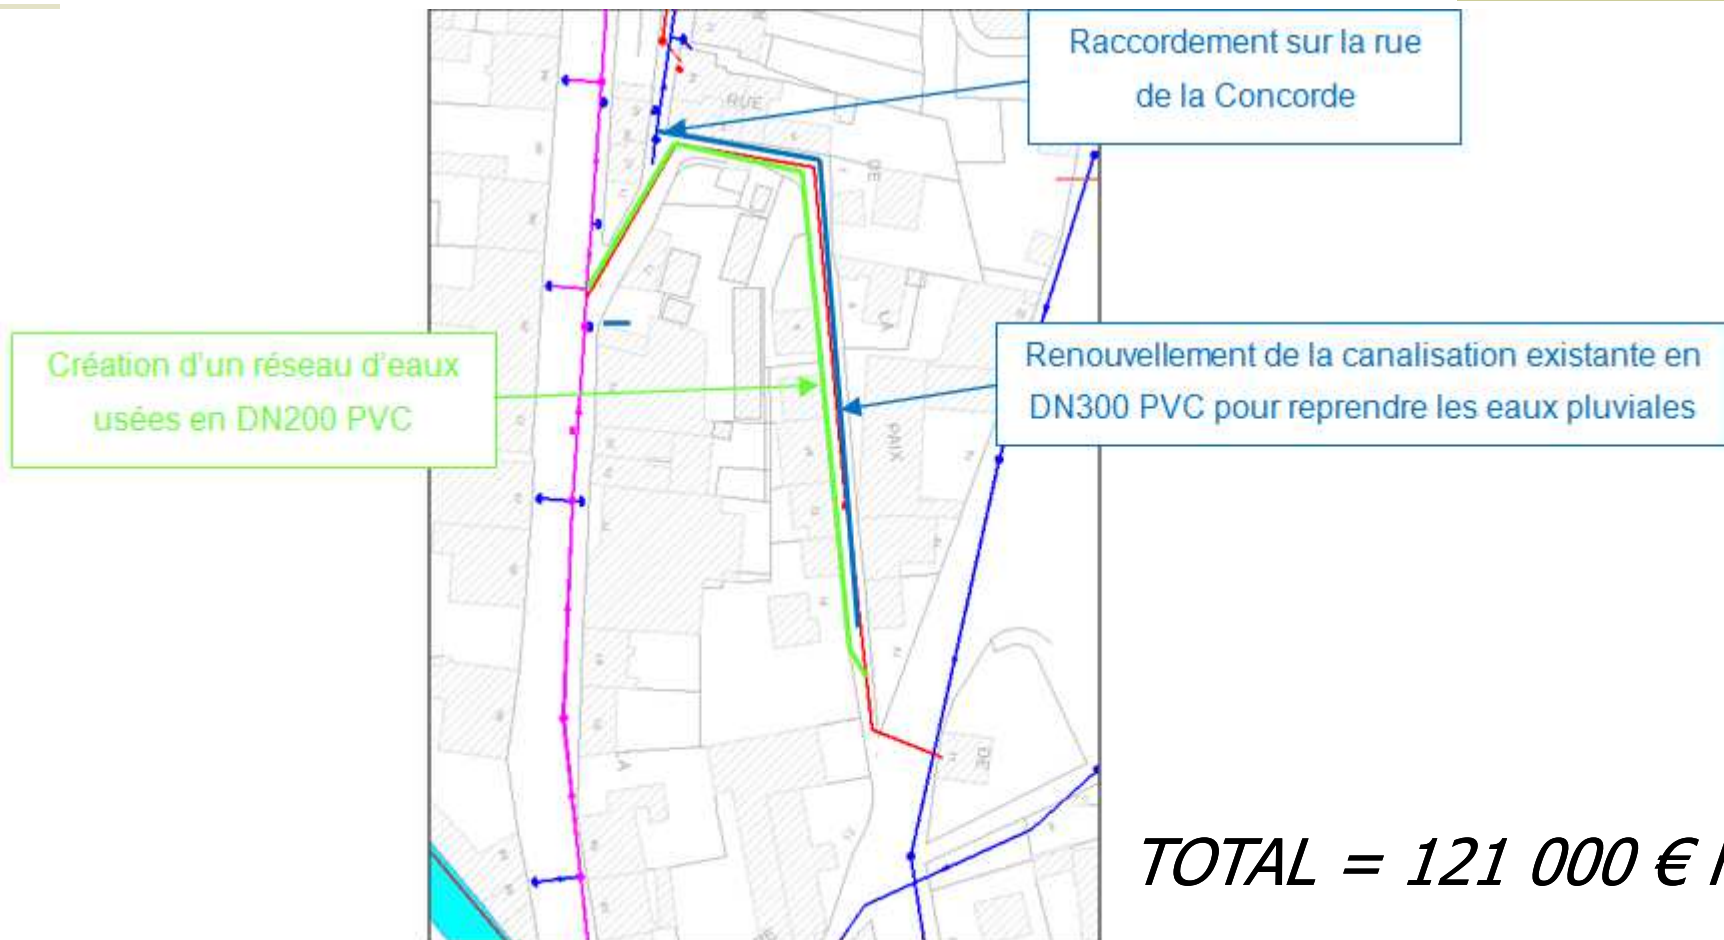 Raccordement sur la rue
de la Concorde
RUE
DE
LA
PAIX
Création d'un réseau d'eaux
usées en DN200 PVC
Renouvellement de la canalisation existante en
DN300 PVC pour reprendre les eaux pluviales
LA
DE
TOTAL = 121 000 €